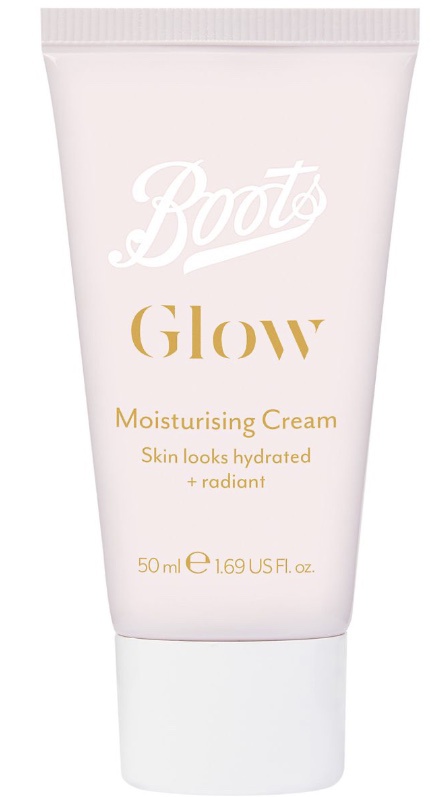 Boots
Glow
Moisturising Cream
Skin looks hydrated
+ radiant
50 ml ℮ 1.69 US Fl. oz.